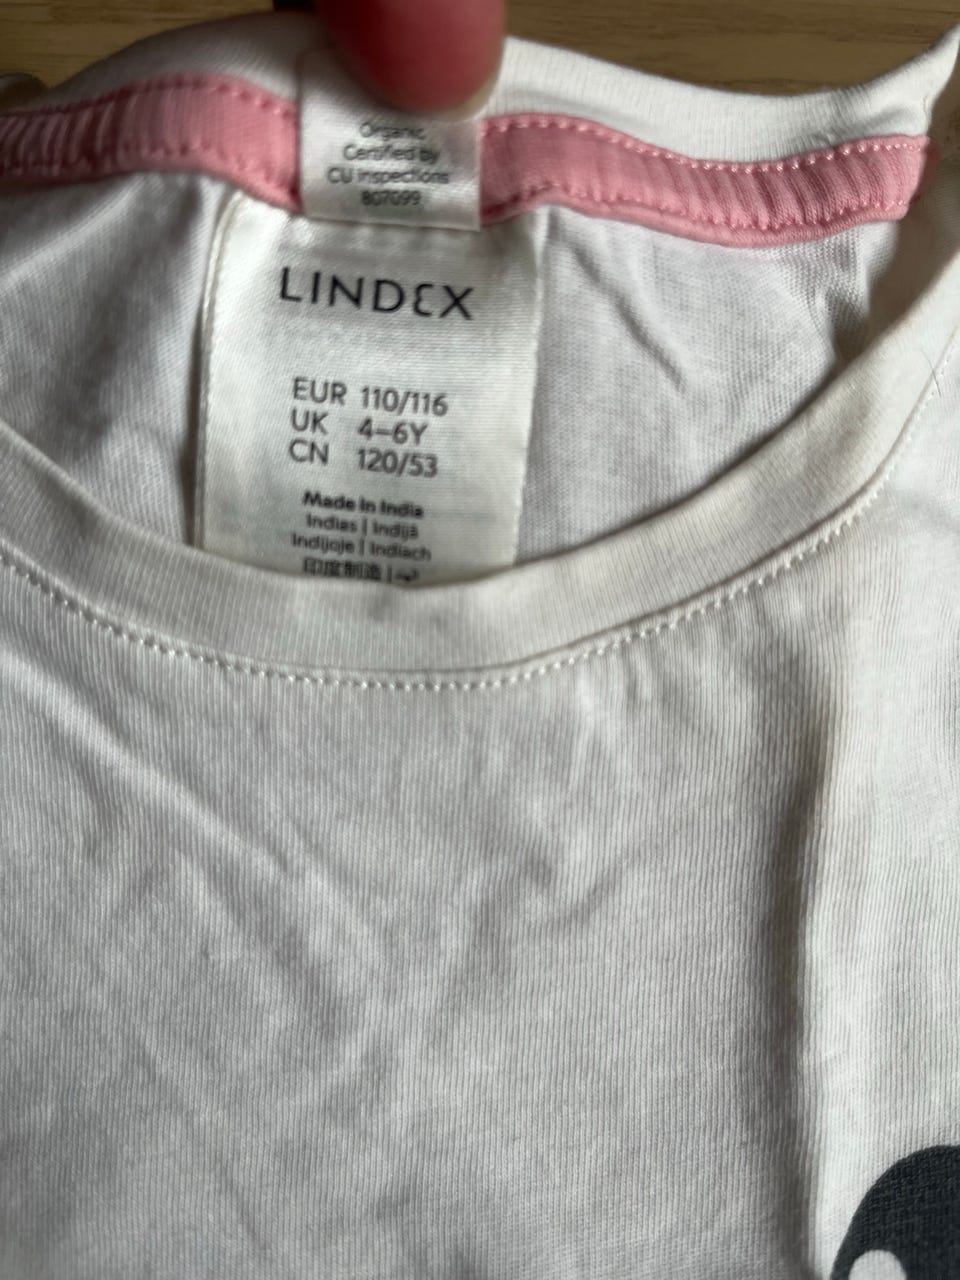 Organic
Certified by
CU inspections
807099
LINDEX
EUR 110/116
UK 4–6Y
CN 120/53
Made in India
Indias | Indijā
Indijoje | Indiach
印度制造 |